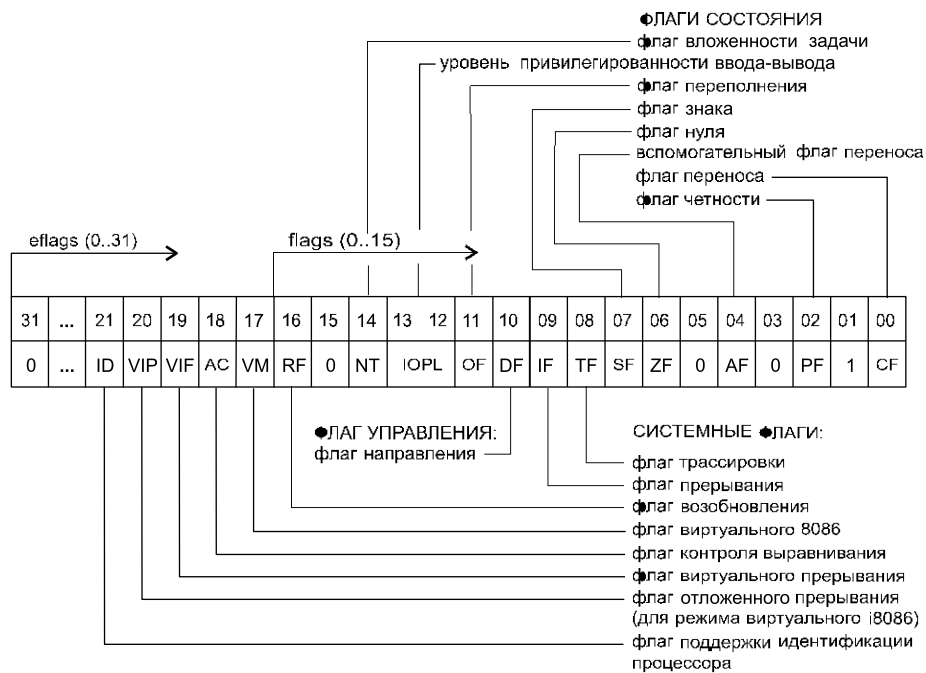 ФЛАГИ СОСТОЯНИЯ
флаг вложенности задачи
уровень привилегированности ввода-вывода
флаг переполнения
флаг знака
флаг нуля
вспомогательный флаг переноса
флаг переноса
флаг четности
eflags (0..31)
flags (0..15)
31 ... 21 20 19 18 17 16 15 14 13 12 11 10 09 08 07 06 05 04 03 02 01 00
0 ... ID VIP VIF AC VM RF 0 NT IOPL OF DF IF TF SF ZF 0 AF 0 PF 1 CF
ФЛАГ УПРАВЛЕНИЯ:
флаг направления
СИСТЕМНЫЕ ФЛАГИ:
флаг трассировки
флаг прерывания
флаг возобновления
флаг виртуального 8086
флаг контроля выравнивания
флаг виртуального прерывания
флаг отложенного прерывания
(для режима виртуального i8086)
флаг поддержки идентификации
процессора